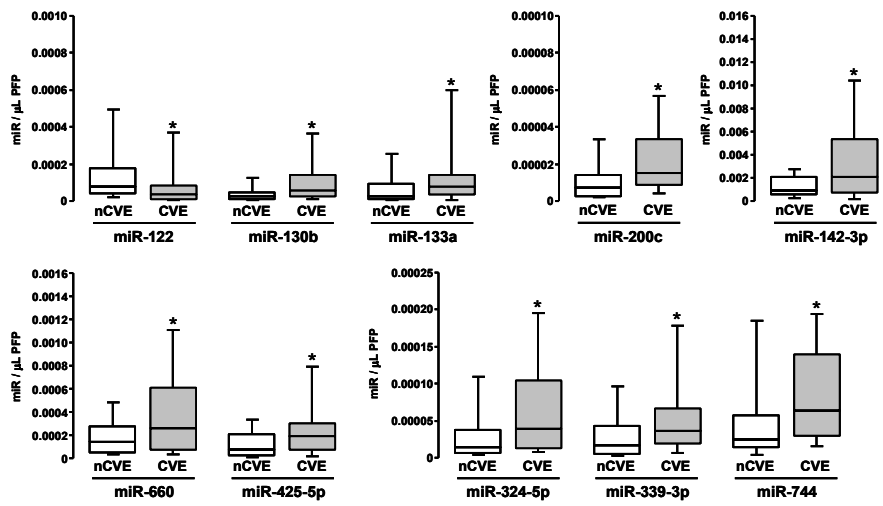 0.0010
0.0008
0.0006
0.0004
0.0002
0
miR / µL PFP
*
*
*
nCVE CVE
nCVE CVE
nCVE CVE
miR-122
miR-130b
miR-133a
0.00010
0.00008
0.00006
0.00004
0.00002
0
miR / µL PFP
*
nCVE CVE
miR-200c
0.016
0.014
0.012
0.010
0.008
0.006
0.004
0.002
0
miR / µL PFP
*
nCVE CVE
miR-142-3p
0.0016
0.0014
0.0012
0.0010
0.0008
0.0006
0.0004
0.0002
0
miR / µL PFP
*
*
nCVE CVE
nCVE CVE
miR-660
miR-425-5p
0.00025
0.00020
0.00015
0.00010
0.00005
0
miR / µL PFP
*
*
*
nCVE CVE
nCVE CVE
nCVE CVE
miR-324-5p
miR-339-3p
miR-744